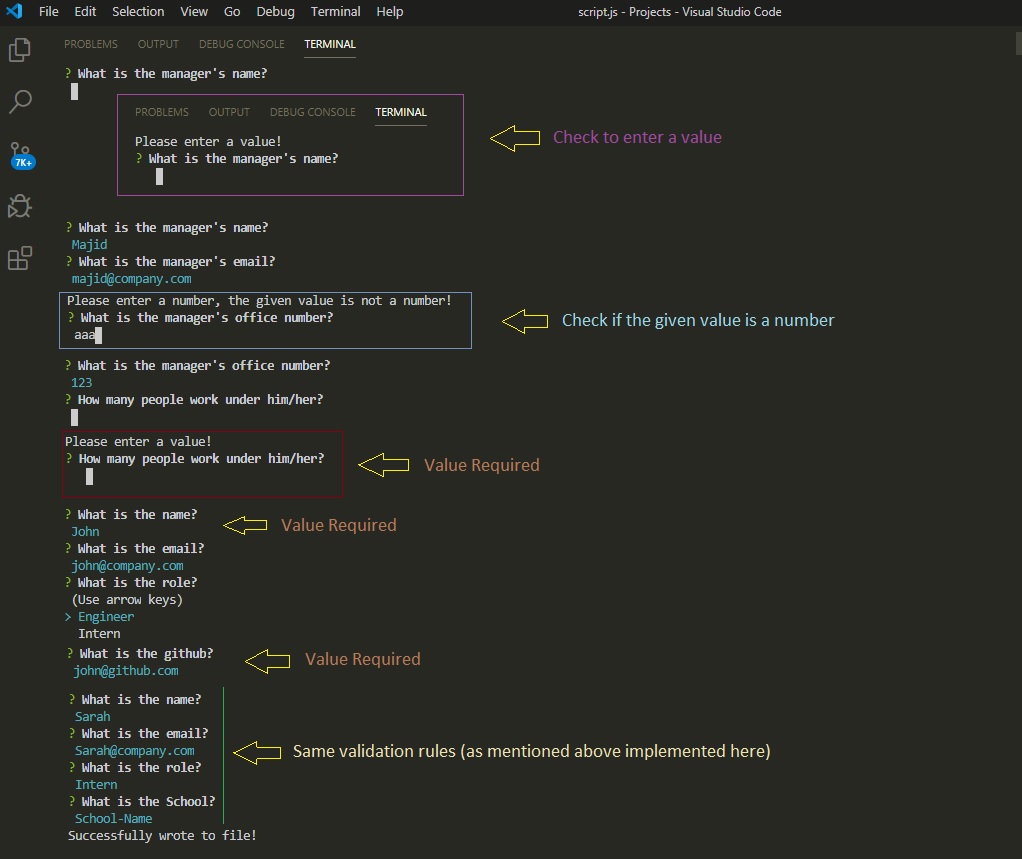 File Edit Selection View Go Debug Terminal Help script.js - Projects - Visual Studio Code
PROBLEMS OUTPUT DEBUG CONSOLE TERMINAL
? What is the manager's name?
PROBLEMS OUTPUT DEBUG CONSOLE TERMINAL
Check to enter a value
Please enter a value!
? What is the manager's name?
7K+
? What is the manager's name?
Majid
? What is the manager's email?
majid@company.com
Please enter a number, the given value is not a number!
? What is the manager's office number?
Check if the given value is a number
aaa
? What is the manager's office number?
123
? How many people work under him/her?
Please enter a value!
? How many people work under him/her?
Value Required
? What is the name?
Value Required
John
? What is the email?
john@company.com
? What is the role?
(Use arrow keys)
> Engineer
Intern
? What is the github?
Value Required
john@github.com
? What is the name?
Sarah
? What is the email?
Sarah@company.com
Same validation rules (as mentioned above implemented here)
? What is the role?
Intern
? What is the School?
School-Name
Successfully wrote to file!